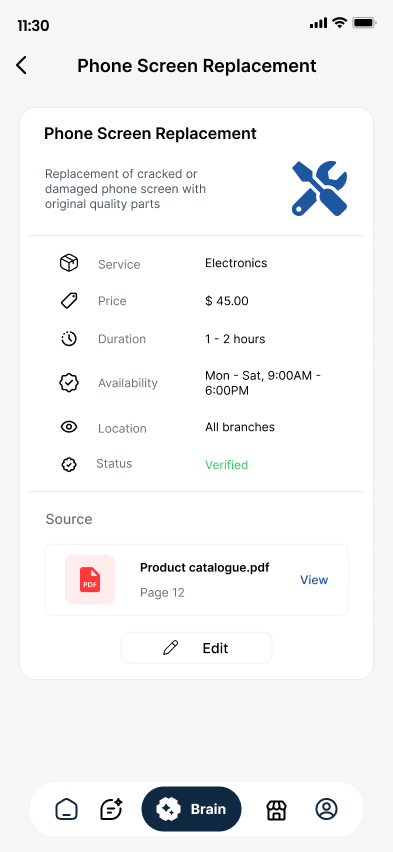 11:30
Phone Screen Replacement
Phone Screen Replacement
Replacement of cracked or
damaged phone screen with
original quality parts
Service Electronics
Price $ 45.00
Duration 1 - 2 hours
Availability Mon - Sat, 9:00AM -
6:00PM
Location All branches
Status Verified
Source
PDF
Product catalogue.pdf
Page 12
View
Edit
Brain